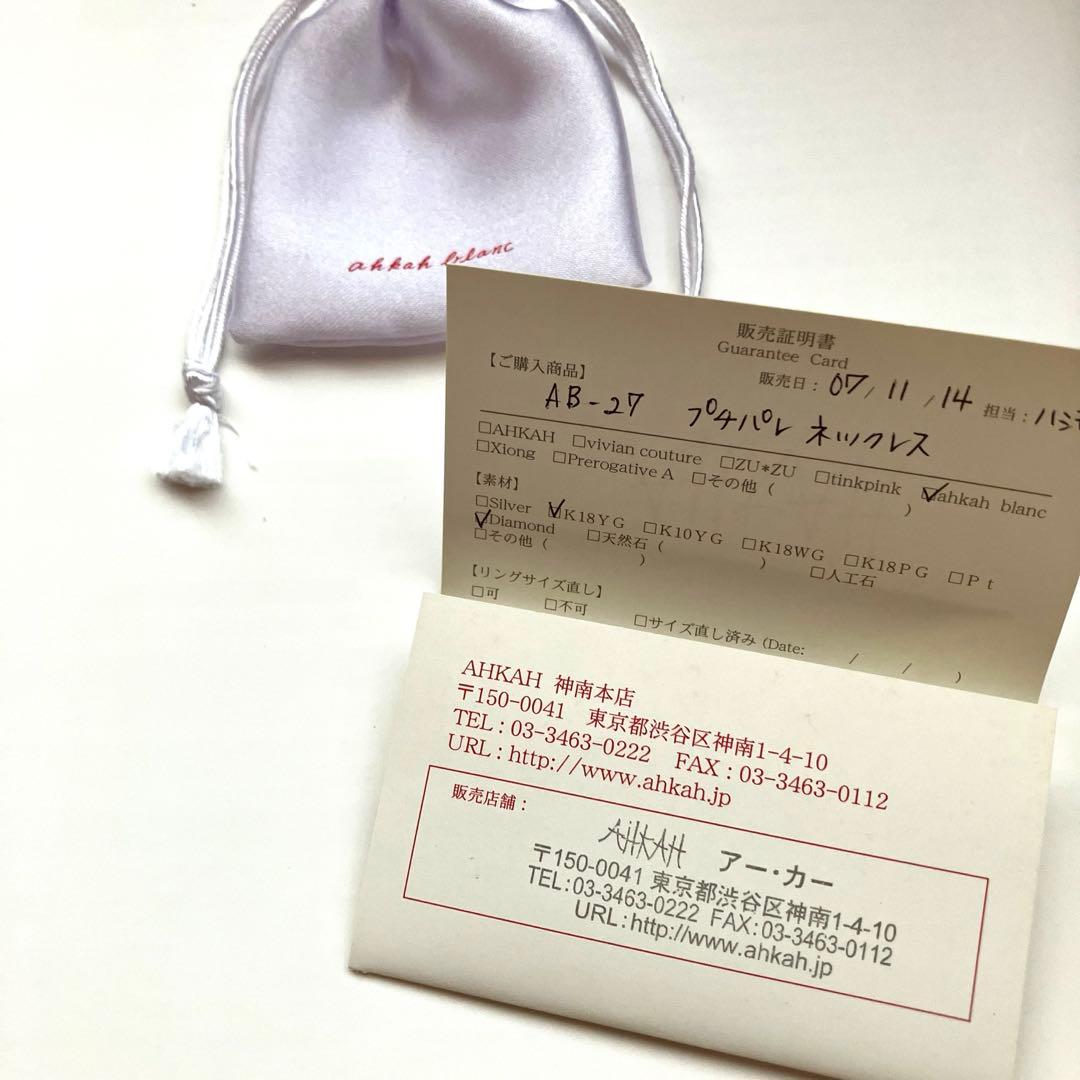 ahkah blanc
販売証明書
Guarantee Card
【ご購入商品】 販売日： 07/11/14 担当：
AB-27 プチパレ ネックレス
□AHKAH □vivian couture □ZU*ZU □tinkpink ☑ahkah blanc
□Xiong □Prerogative A □その他 ( )
【素材】
□Silver ☑K18YG □K10YG □K18WG □K18PG □Pt
☑Diamond □天然石 ( ) □人工石
□その他 ( )
【リングサイズ直し】
□可 □不可 □サイズ直し済み (Date: / / )
AHKAH 神南本店
〒150-0041 東京都渋谷区神南1-4-10
TEL：03-3463-0222 FAX：03-3463-0112
URL：http://www.ahkah.jp
販売店舗：
AHKAH アー・カー
〒150-0041 東京都渋谷区神南1-4-10
TEL:03-3463-0222 FAX:03-3463-0112
URL:http://www.ahkah.jp